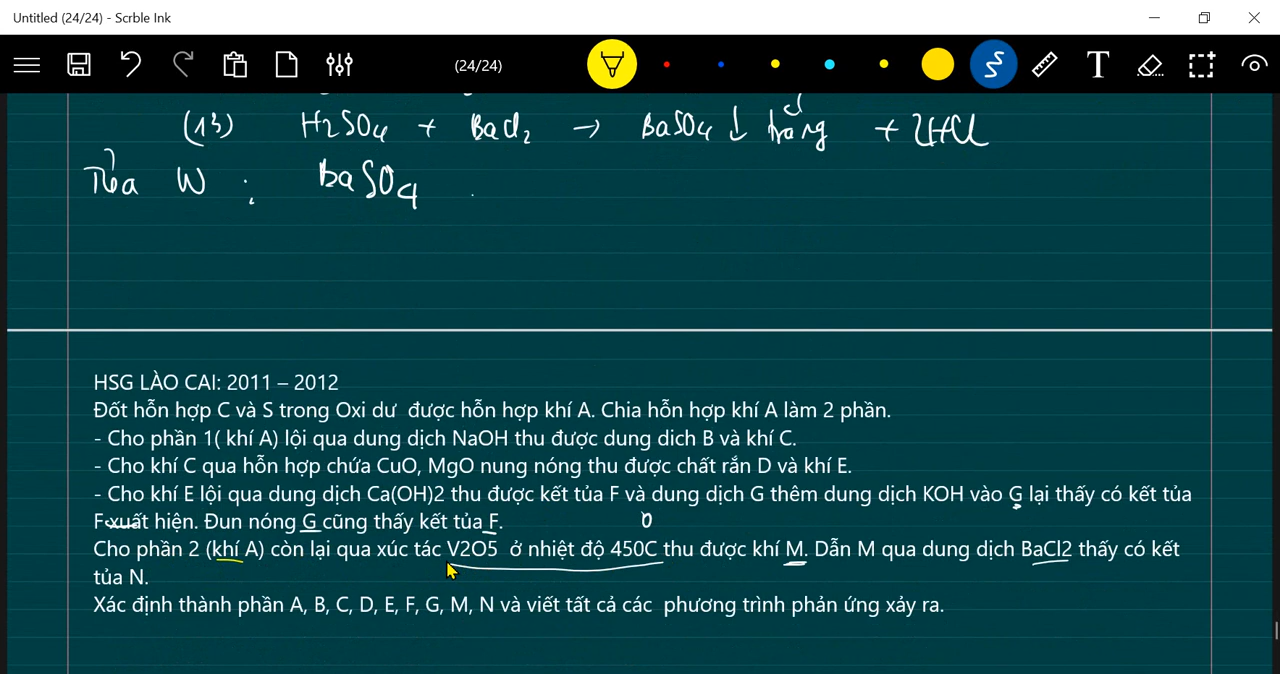 Untitled (24/24) - Scrble Ink
(24/24)
T
(13) H2SO4 + BaCl2 → BaSO4 ↓ trắng + 2HCl
Tủa W : BaSO4
HSG LÀO CAI: 2011 – 2012
Đốt hỗn hợp C và S trong Oxi dư được hỗn hợp khí A. Chia hỗn hợp khí A làm 2 phần.
- Cho phần 1( khí A) lội qua dung dịch NaOH thu được dung dich B và khí C.
- Cho khí C qua hỗn hợp chứa CuO, MgO nung nóng thu được chất rắn D và khí E.
- Cho khí E lội qua dung dịch Ca(OH)2 thu được kết tủa F và dung dịch G thêm dung dịch KOH vào G lại thấy có kết tủa
F xuất hiện. Đun nóng G cũng thấy kết tủa F.
Cho phần 2 (khí A) còn lại qua xúc tác V2O5 ở nhiệt độ 450C thu được khí M. Dẫn M qua dung dịch BaCl2 thấy có kết
tủa N.
Xác định thành phần A, B, C, D, E, F, G, M, N và viết tất cả các phương trình phản ứng xảy ra.